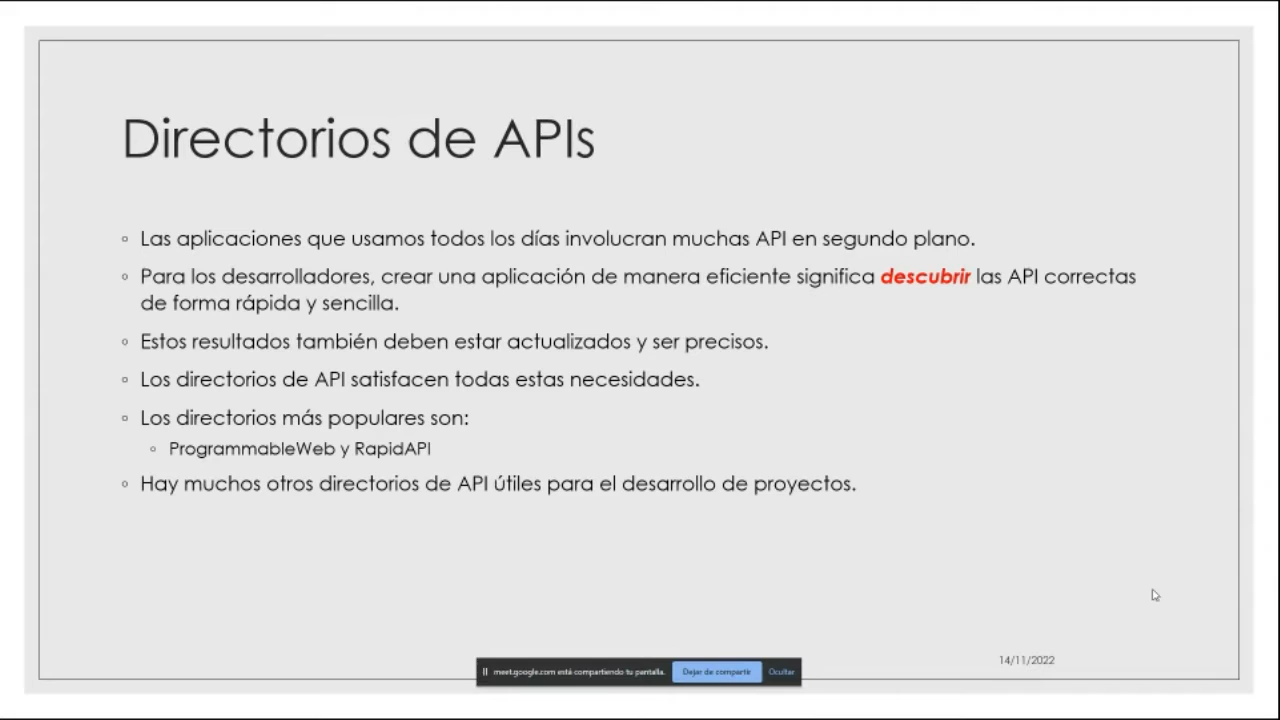 Directorios de APIs
◦ Las aplicaciones que usamos todos los días involucran muchas API en segundo plano.
◦ Para los desarrolladores, crear una aplicación de manera eficiente significa descubrir las API correctas
de forma rápida y sencilla.
◦ Estos resultados también deben estar actualizados y ser precisos.
◦ Los directorios de API satisfacen todas estas necesidades.
◦ Los directorios más populares son:
◦ ProgrammableWeb y RapidAPI
◦ Hay muchos otros directorios de API útiles para el desarrollo de proyectos.
14/11/2022
meet.google.com está compartiendo tu pantalla. Dejar de compartir Ocultar